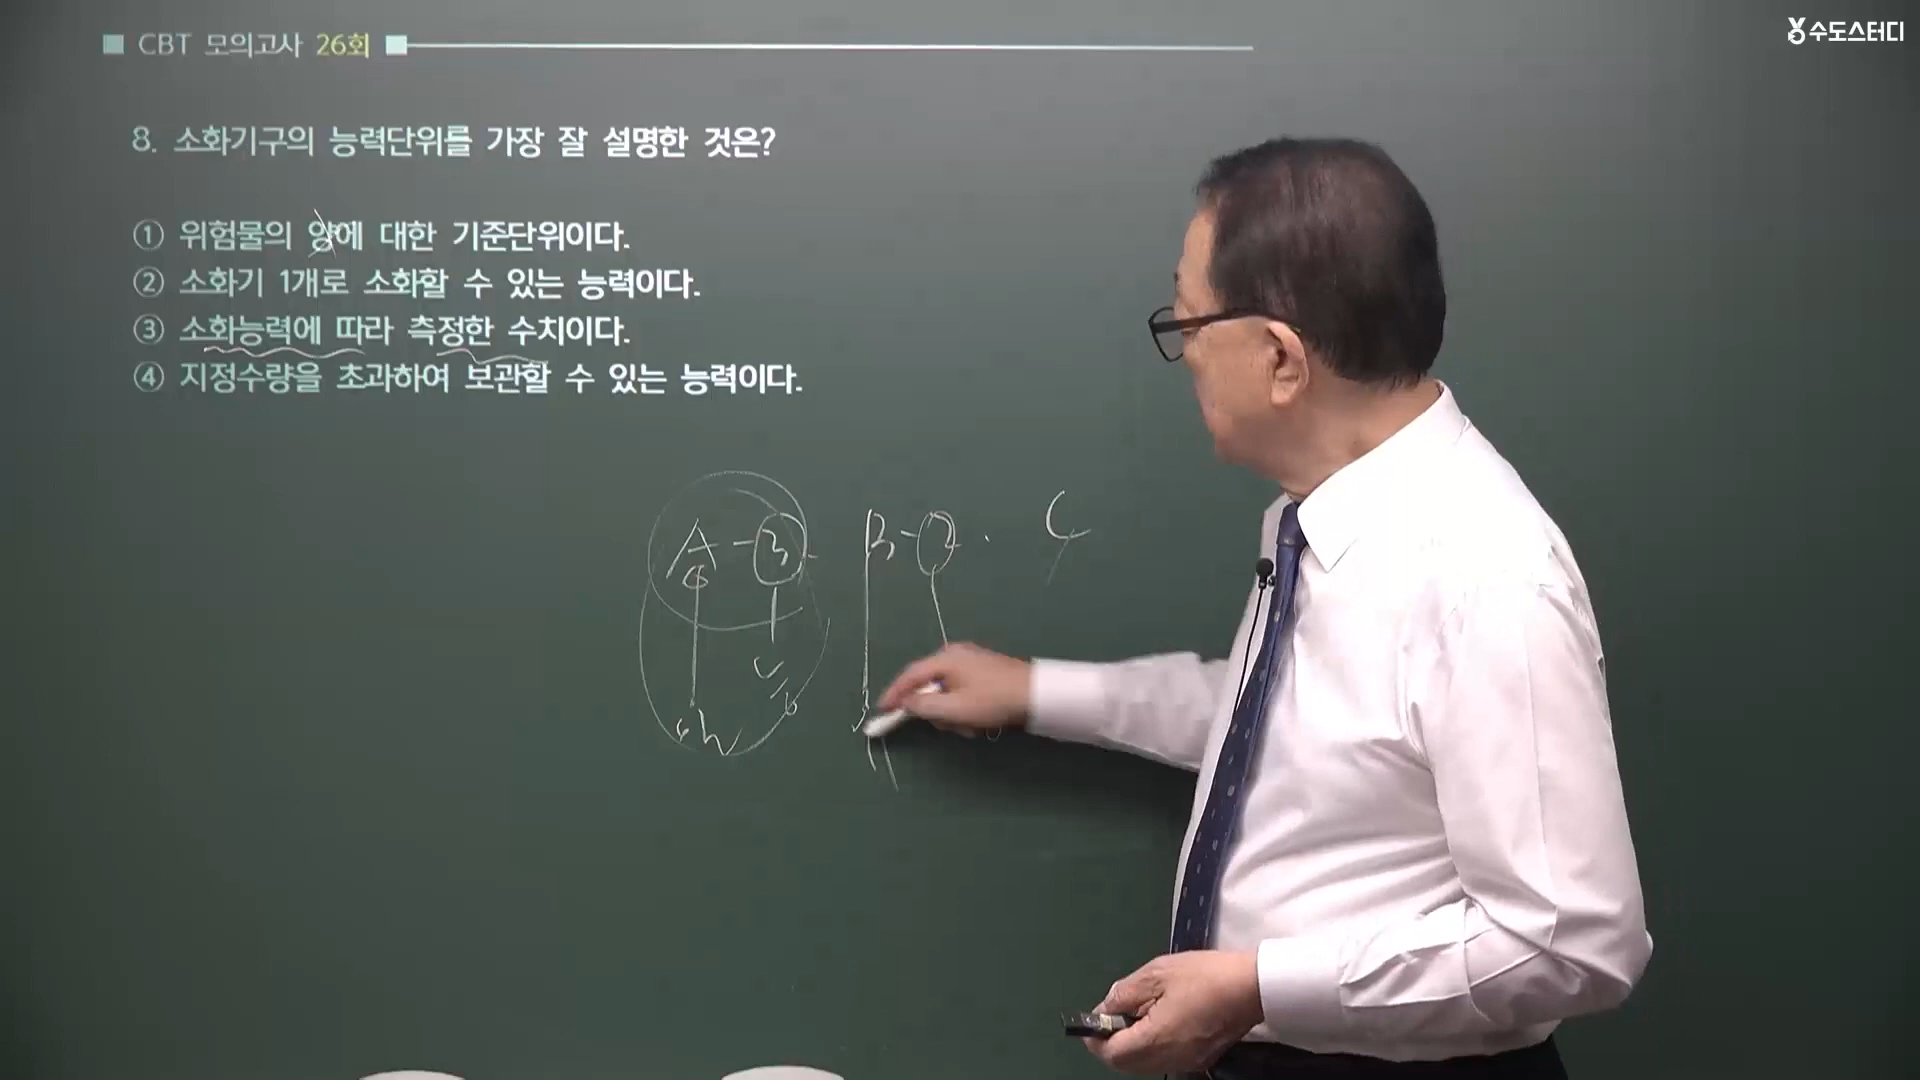 CBT 모의고사 26회
수도스터디
8. 소화기구의 능력단위를 가장 잘 설명한 것은?
① 위험물의 양에 대한 기준단위이다.
② 소화기 1개로 소화할 수 있는 능력이다.
③ 소화능력에 따라 측정한 수치이다.
④ 지정수량을 초과하여 보관할 수 있는 능력이다.
A - 3 B - 2 . C